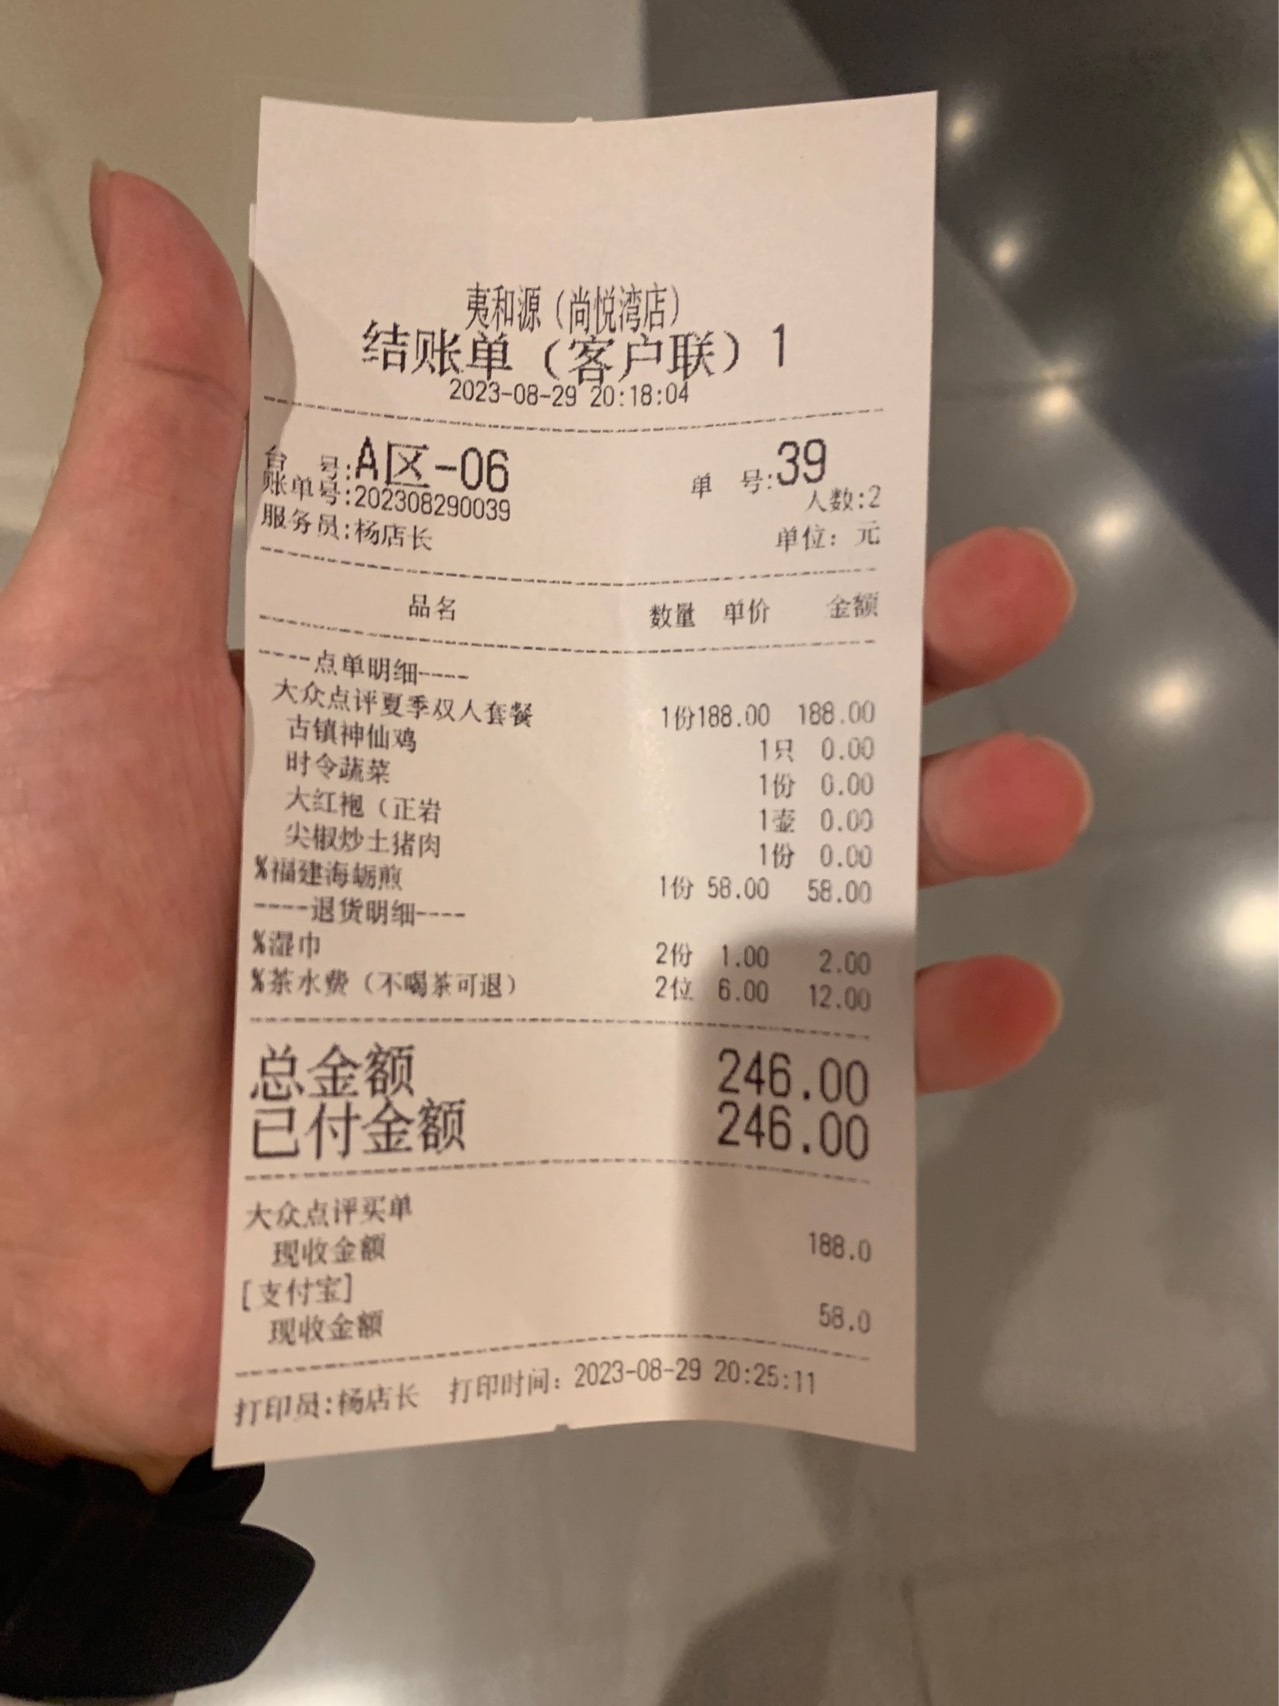 夷和源（尚悦湾店）
结账单（客户联）1
2023-08-29 20:18:04
台 号:A区-06 单 号:39
账单号:202308290039 人数:2
服务员:杨店长 单位: 元
品名 数量 单价 金额
----点单明细-----
大众点评夏季双人套餐 1份188.00 188.00
古镇神仙鸡 1只 0.00
时令蔬菜 1份 0.00
大红袍（正岩 1壶 0.00
尖椒炒土猪肉 1份 0.00
%福建海蛎煎 1份 58.00 58.00
----退货明细----
%湿巾 2份 1.00 2.00
%茶水费（不喝茶可退） 2位 6.00 12.00
总金额 246.00
已付金额 246.00
大众点评买单
现收金额 188.0
[支付宝]
现收金额 58.0
打印员:杨店长 打印时间: 2023-08-29 20:25:11